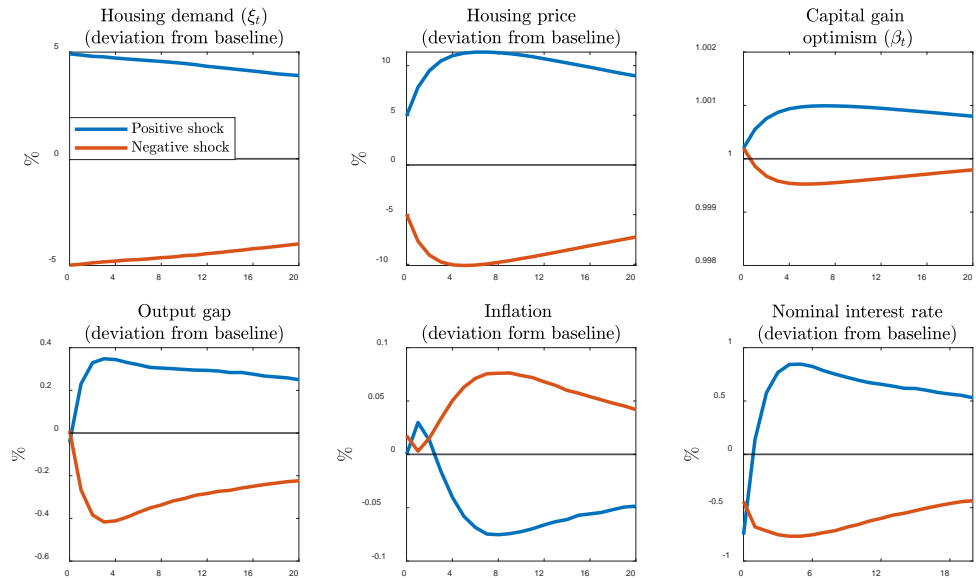 Housing demand (ξt)
(deviation from baseline)
5
0
-5
%
Positive shock
Negative shock
0 4 8 12 16 20
Housing price
(deviation from baseline)
10
5
0
-5
-10
%
0 4 8 12 16 20
Capital gain
optimism (βt)
1.002
1.001
1
0.999
0.998
0 4 8 12 16 20
Output gap
(deviation from baseline)
0.4
0.2
0
-0.2
-0.4
-0.6
%
0 4 8 12 16 20
Inflation
(deviation form baseline)
0.1
0.05
0
-0.05
-0.1
%
0 4 8 12 16 20
Nominal interest rate
(deviation from baseline)
1
0.5
0
-0.5
-1
%
0 6 12 18